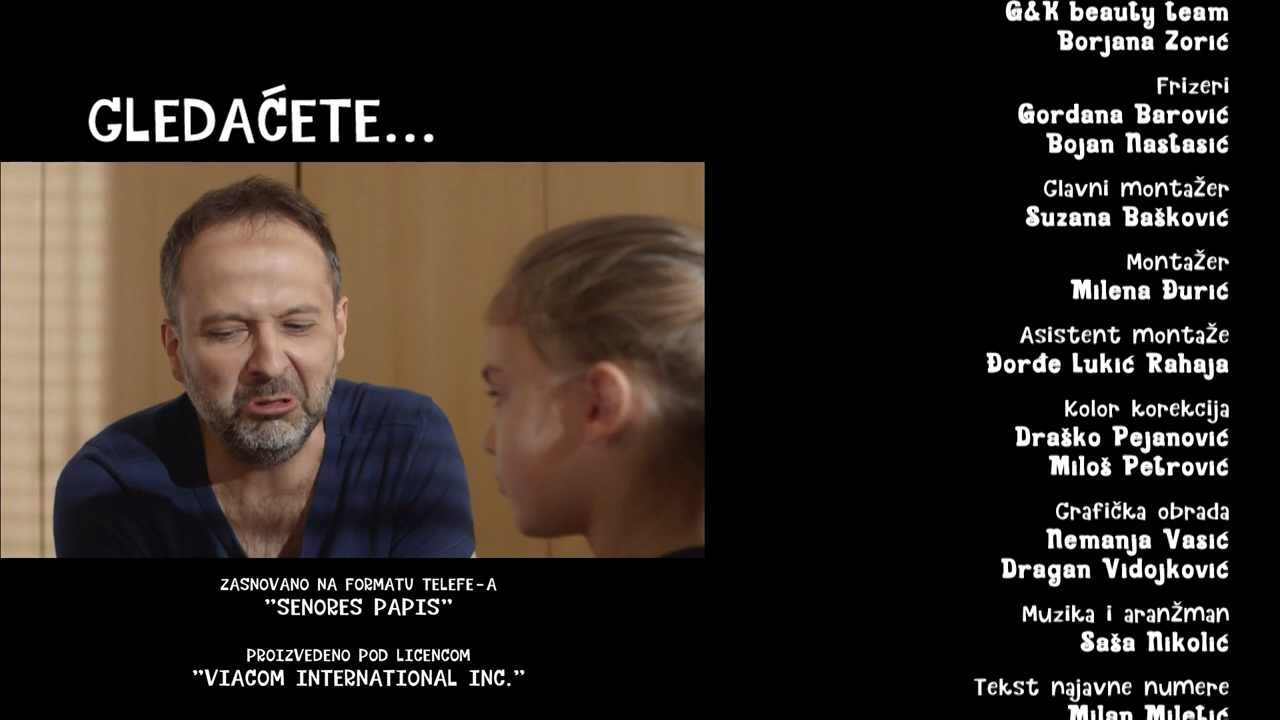 GLEDAĆETE...
ZASNOVANO NA FORMATU TELEFE-A
"SENORES PAPIS"
PROIZVEDENO POD LICENCOM
"VIACOM INTERNATIONAL INC."
G&K beauty team
Borjana Zorić
Frizeri
Gordana Barović
Bojan Nastasić
Glavni montažer
Suzana Bašković
Montažer
Milena Đurić
Asistent montaže
Đorđe Lukić Rahaja
Kolor korekcija
Draško Pejanović
Miloš Petrović
Grafička obrada
Nemanja Vasić
Dragan Vidojković
Muzika i aranžman
Saša Nikolić
Tekst najavne numere
Milan Miletić